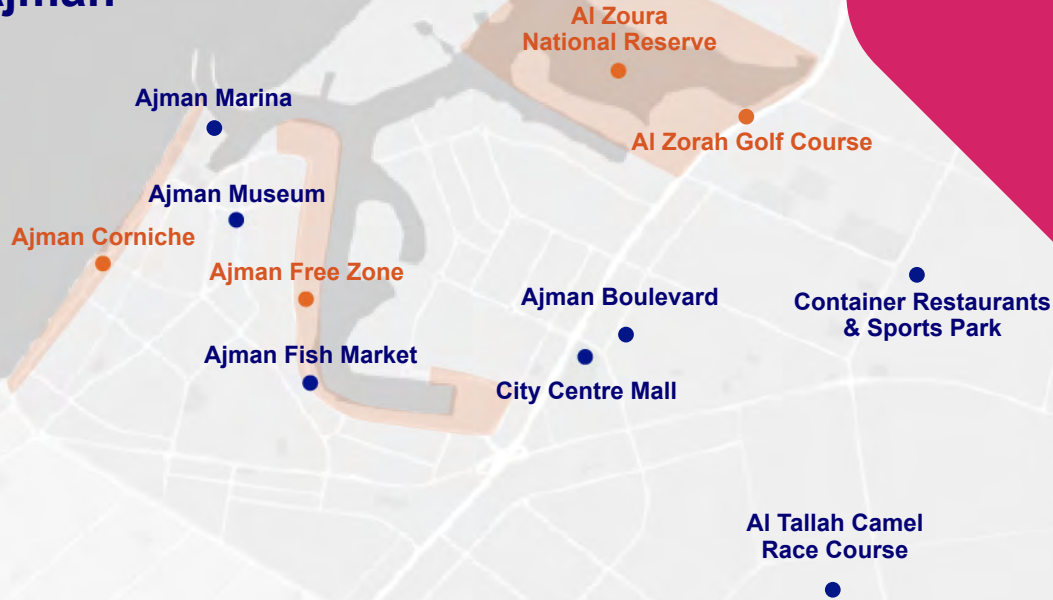 Ajman
Al Zoura
National Reserve
Ajman Marina
Al Zorah Golf Course
Ajman Museum
Ajman Corniche
Ajman Free Zone
Container Restaurants
& Sports Park
Ajman Boulevard
Ajman Fish Market
City Centre Mall
Al Tallah Camel
Race Course